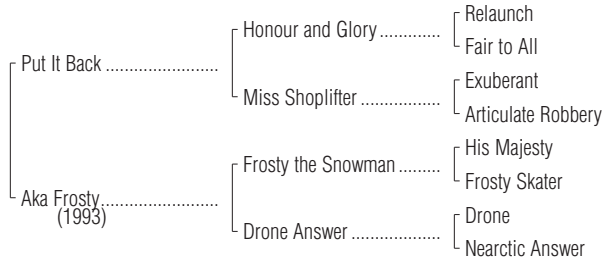 Relaunch
Honour and Glory .............
Fair to All
Put It Back ........................
Exuberant
Miss Shoplifter .................
Articulate Robbery
His Majesty
Frosty the Snowman .........
Frosty Skater
Aka Frosty.........................
(1993)
Drone
Drone Answer ...................
Nearctic Answer